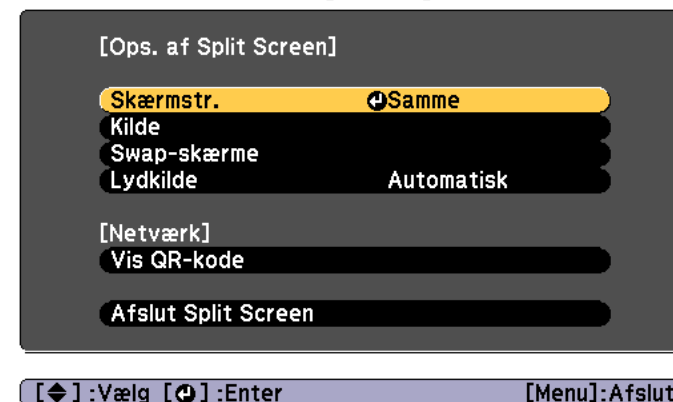 [Ops. af Split Screen]
Skærmstr. Samme
Kilde
Swap-skærme
Lydkilde Automatisk
[Netværk]
Vis QR-kode
Afslut Split Screen
[◆] :Vælg [⏎] :Enter [Menu]:Afslut